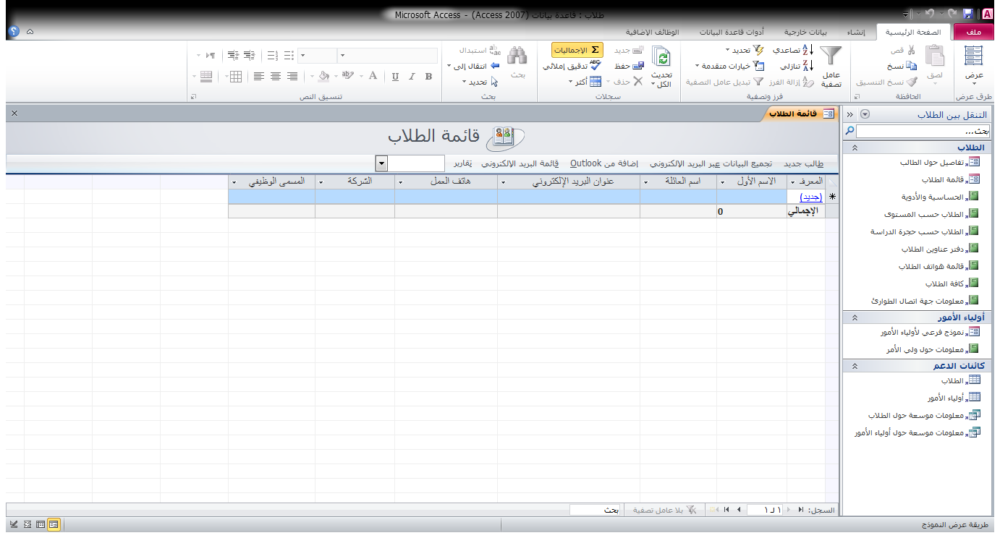 طلاب : قاعدة بيانات (Access 2007) - Microsoft Access
ملف
الصفحة الرئيسية
إنشاء
بيانات خارجية
أدوات قاعدة البيانات
الوظائف الإضافية
عرض
طرق عرض
لصق
قص
نسخ
نسخ التنسيق
الحافظة
عامل تصفية
تصاعدي
تنازلي
إزالة الفرز
تحديد
خيارات متقدمة
تبديل عامل التصفية
فرز وتصفية
تحديث الكل
جديد
حفظ
حذف
الإجماليات
تدقيق إملائي
أكثر
سجلات
بحث
استبدال
انتقال إلى
تحديد
بحث
B I U A
تنسيق النص
التنقل بين الطلاب
بحث...
الطلاب
تفاصيل حول الطالب
قائمة الطلاب
الحساسية والأدوية
الطلاب حسب المستوى
الطلاب حسب حجرة الدراسة
دفتر عناوين الطلاب
قائمة هواتف الطلاب
كافة الطلاب
معلومات جهة اتصال الطوارئ
أولياء الأمور
نموذج فرعي لأولياء الأمور
معلومات حول ولي الأمر
كائنات الدعم
الطلاب
أولياء الأمور
معلومات موسعة حول الطلاب
معلومات موسعة حول أولياء الأمور
قائمة الطلاب
قائمة الطلاب
طالب جديد تجميع البيانات عبر البريد الإلكتروني إضافة من Outlook قائمة البريد الإلكتروني تقارير
المعرف الاسم الأول اسم العائلة عنوان البريد الإلكتروني هاتف العمل الشركة المسمى الوظيفي
(جديد)
الإجمالي 0
السجل: ١ لـ ١ بلا عامل تصفية بحث
طريقة عرض النموذج